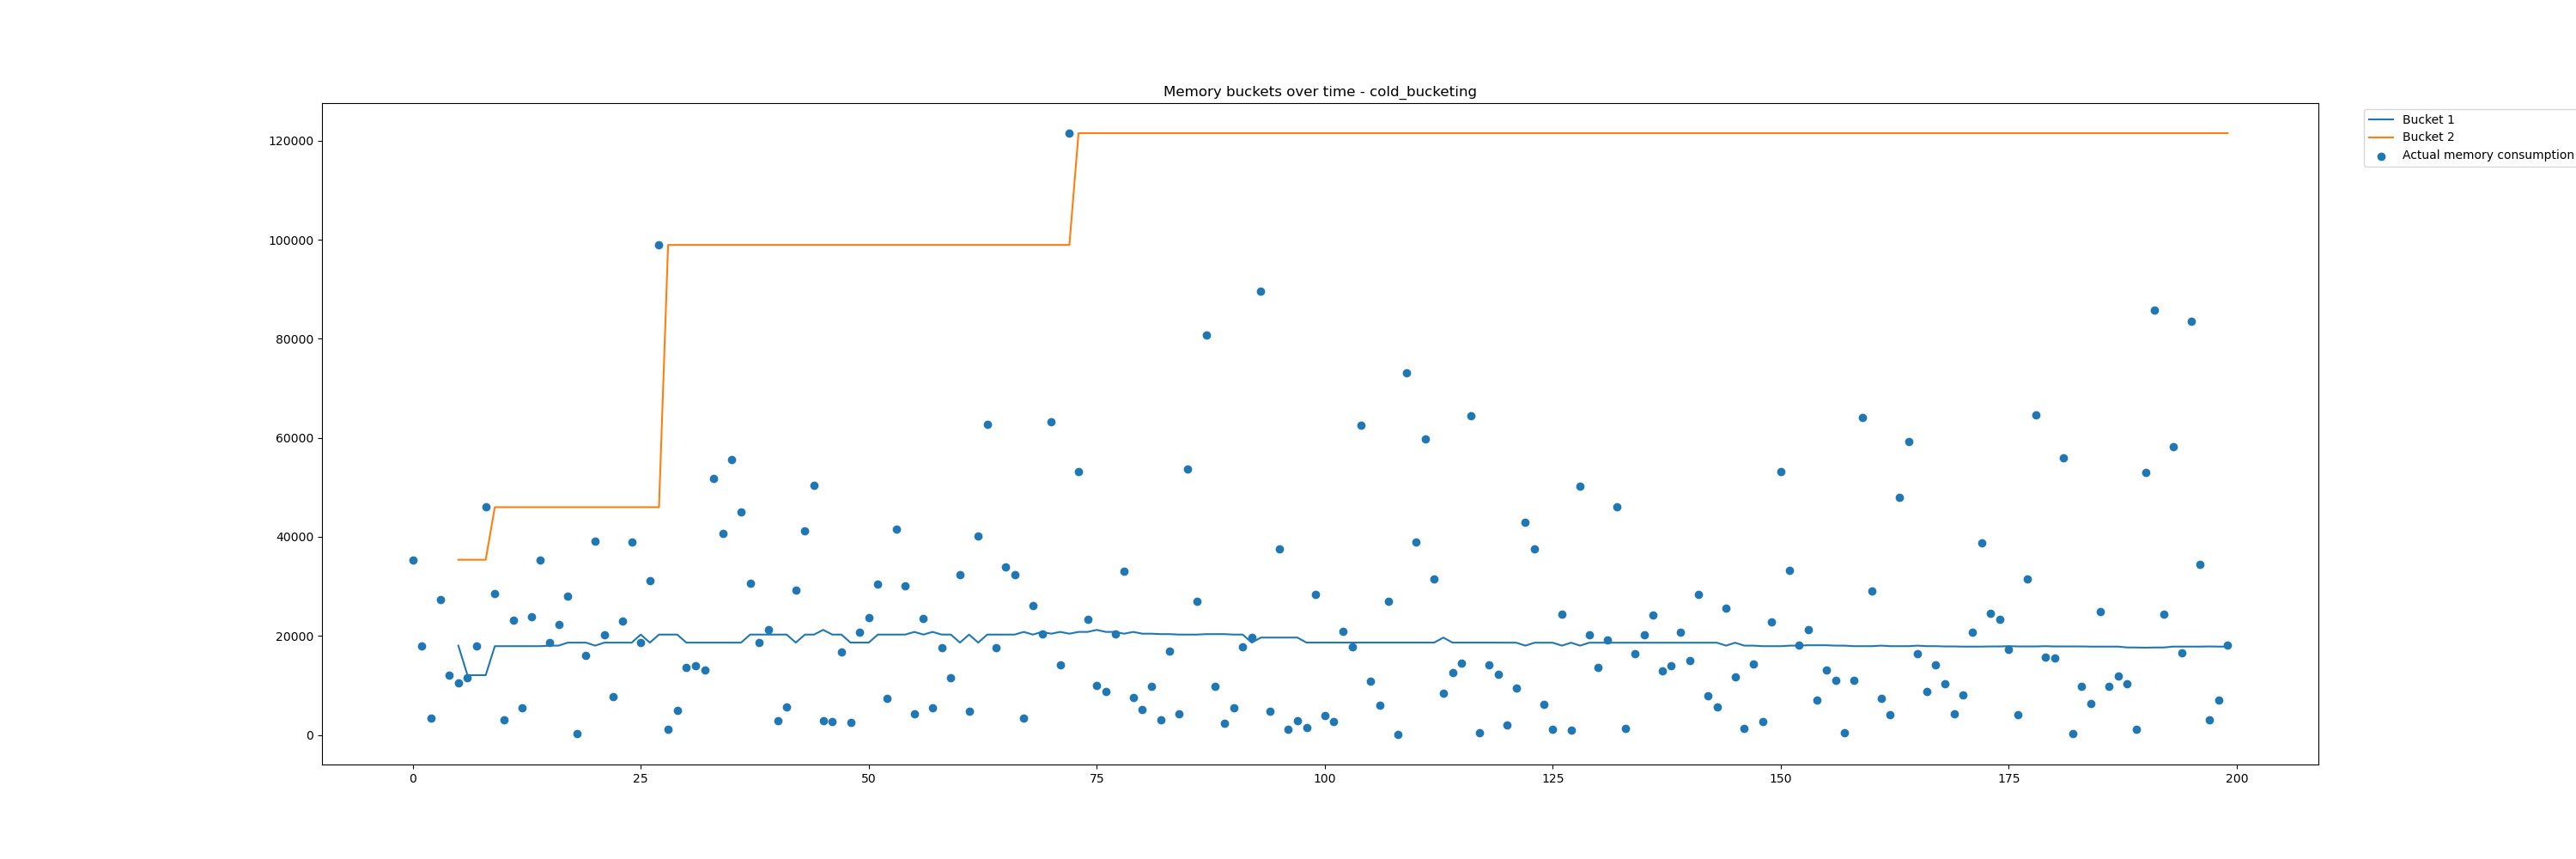 Memory buckets over time - cold_bucketing
Bucket 1
Bucket 2
Actual memory consumption
120000
100000
80000
60000
40000
20000
0
0 25 50 75 100 125 150 175 200